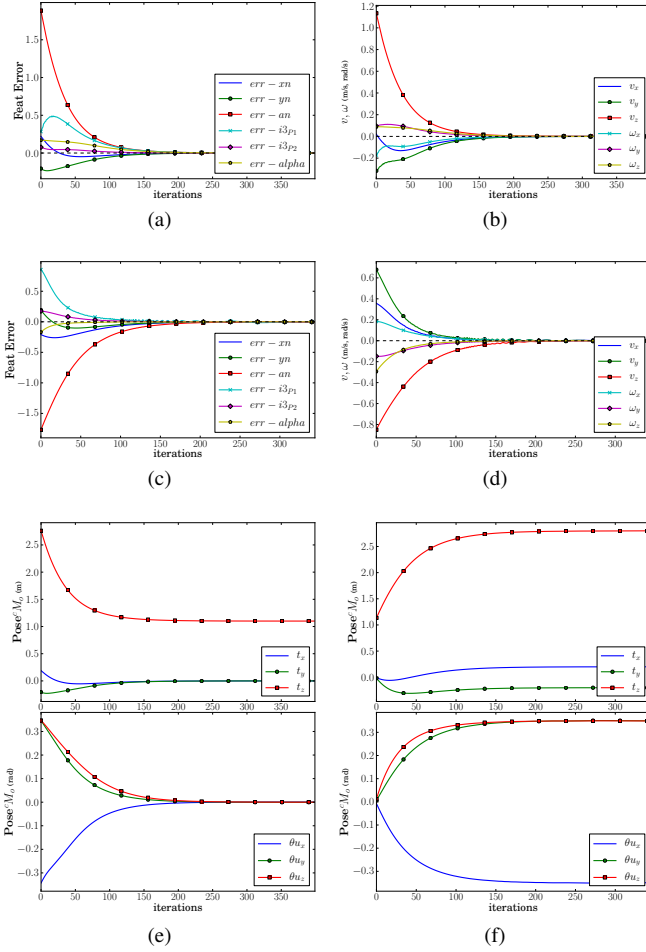 1.5
1.0
0.5
0.0
Feat Error
err − xn
err − yn
err − an
err − i3P1
err − i3P2
err − alpha
0 50 100 150 200 250 300 350
iterations
(a)
1.2
1.0
0.8
0.6
0.4
0.2
0.0
−0.2
v, ω (m/s, rad/s)
vx
vy
vz
ωx
ωy
ωz
0 50 100 150 200 250 300 350
iterations
(b)
0.5
0.0
−0.5
−1.0
−1.5
Feat Error
err − xn
err − yn
err − an
err − i3P1
err − i3P2
err − alpha
0 50 100 150 200 250 300
iterations
(c)
0.6
0.4
0.2
0.0
−0.2
−0.4
−0.6
−0.8
v, ω (m/s, rad/s)
vx
vy
vz
ωx
ωy
ωz
0 50 100 150 200 250 300
iterations
(d)
2.5
2.0
1.5
1.0
0.5
0.0
Pose cMo (m)
tx
ty
tz
0.3
0.2
0.1
0.0
−0.1
−0.2
−0.3
Pose cMo (rad)
θux
θuy
θuz
0 50 100 150 200 250 300 350
iterations
(e)
2.5
2.0
1.5
1.0
0.5
0.0
Pose cMo (m)
tx
ty
tz
0.3
0.2
0.1
0.0
−0.1
−0.2
−0.3
Pose cMo (rad)
θux
θuy
θuz
0 50 100 150 200 250 300
iterations
(f)